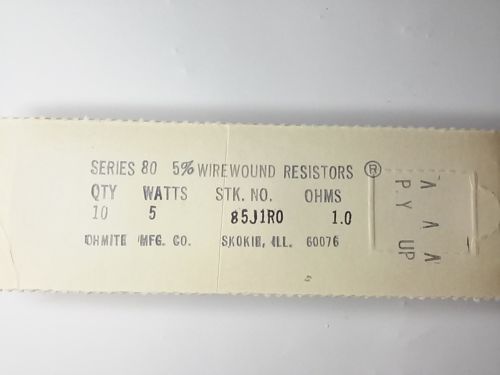 SERIES 80 5% WIREWOUND RESISTORS ®
QTY WATTS STK. NO. OHMS
10 5 85J1R0 1.0
OHMITE MFG. CO. SKOKIE, ILL. 60076
UP